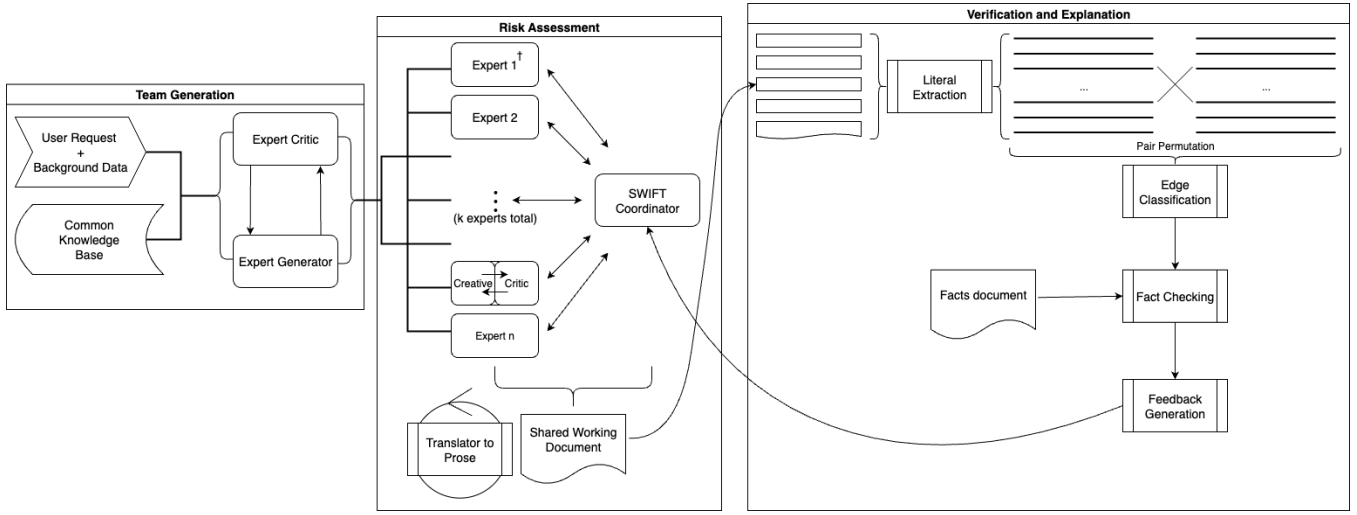 Team Generation
User Request
+
Background Data
Common
Knowledge
Base
Expert Critic
Expert Generator
Risk Assessment
Expert 1†
Expert 2
⋮
(k experts total)
Creative
Critic
Expert n
SWIFT
Coordinator
Translator to
Prose
Shared Working
Document
Verification and Explanation
Literal
Extraction
...
...
Pair Permutation
Edge
Classification
Facts document
Fact Checking
Feedback
Generation